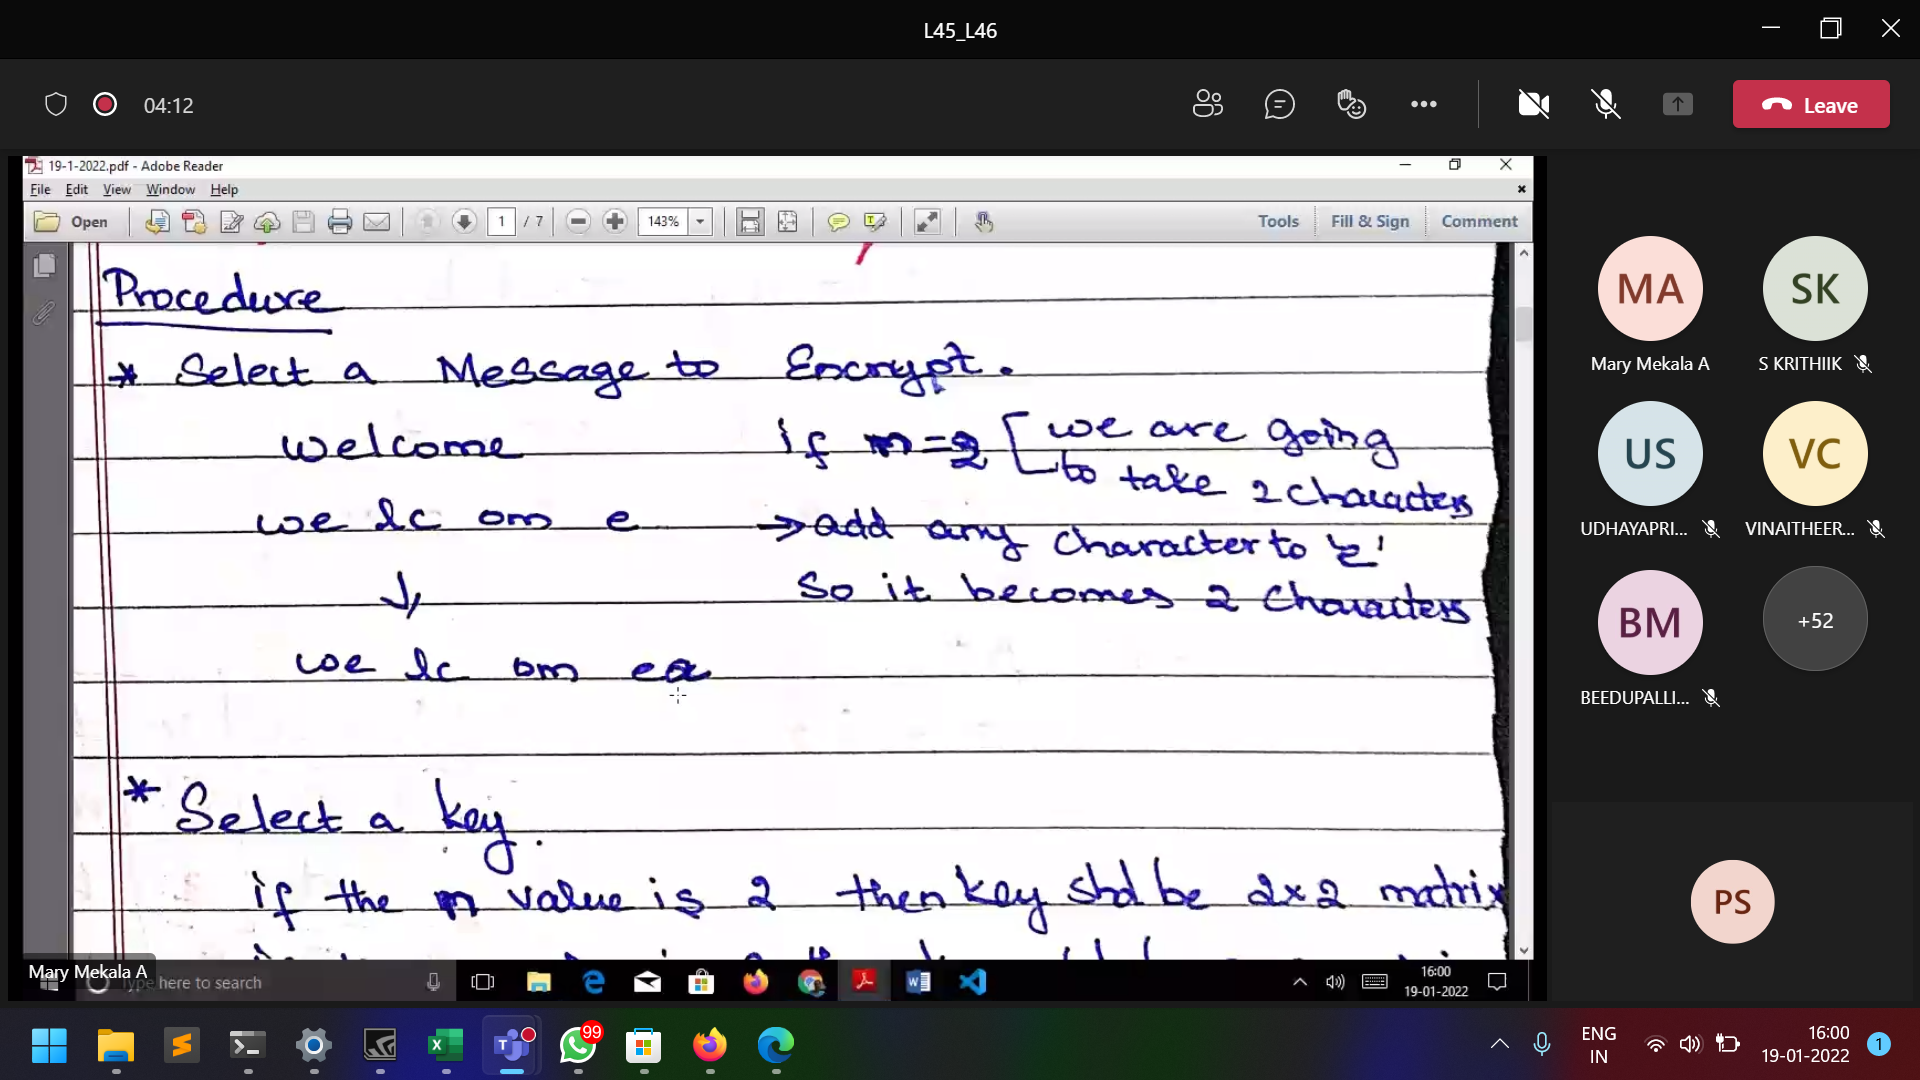 L45_L46
04:12
Leave
19-1-2022.pdf - Adobe Reader
File Edit View Window Help
Open 1 / 7 143% Tools Fill & Sign Comment
Procedure
* Select a Message to Encrypt.
welcome if m=2 [we are going
to take 2 characters
we lc om e → add any character to 'e'
So it becomes 2 characters
we lc om ea
* Select a key.
if the m value is 2 then key shd be 2x2 matrix
MA
Mary Mekala A
SK
S KRITHIIK
US
UDHAYAPRI...
VC
VINAITHEER...
BM
BEEDUPALLI...
+52
PS
Mary Mekala A
Type here to search
16:00
19-01-2022
99
ENG
IN
16:00
19-01-2022
1